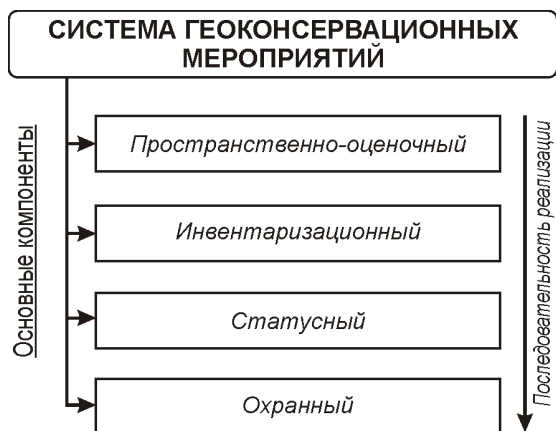 СИСТЕМА ГЕОКОНСЕРВАЦИОННЫХ
МЕРОПРИЯТИЙ
Основные компоненты
Пространственно-оценочный
Инвентаризационный
Статусный
Охранный
Последовательность реализации